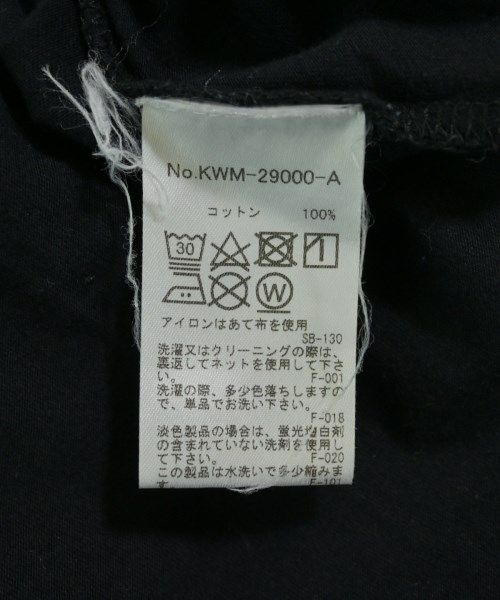 No.KWM-29000-A
コットン 100%
30
W
アイロンはあて布を使用
SB-130
洗濯又はクリーニングの際は、
裏返してネットを使用して下さ
い。 F-001
洗濯の際、多少色落ちしますの
で、単品でお洗い下さい。
F-018
淡色製品の場合は、蛍光増白剤
の含まれていない洗剤を使用し
て下さい。 F-020
この製品は水洗いで多少縮みま
す。 F-101